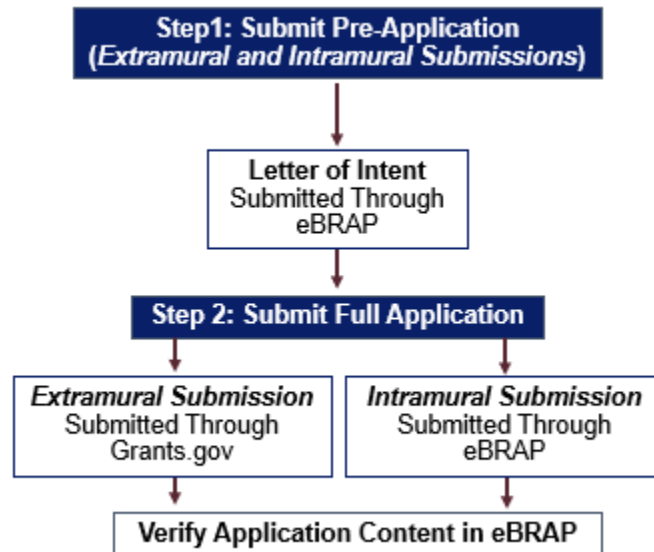 Step1: Submit Pre-Application
(Extramural and Intramural Submissions)
Letter of Intent
Submitted Through
eBRAP
Step 2: Submit Full Application
Extramural Submission
Submitted Through
Grants.gov
Intramural Submission
Submitted Through
eBRAP
Verify Application Content in eBRAP